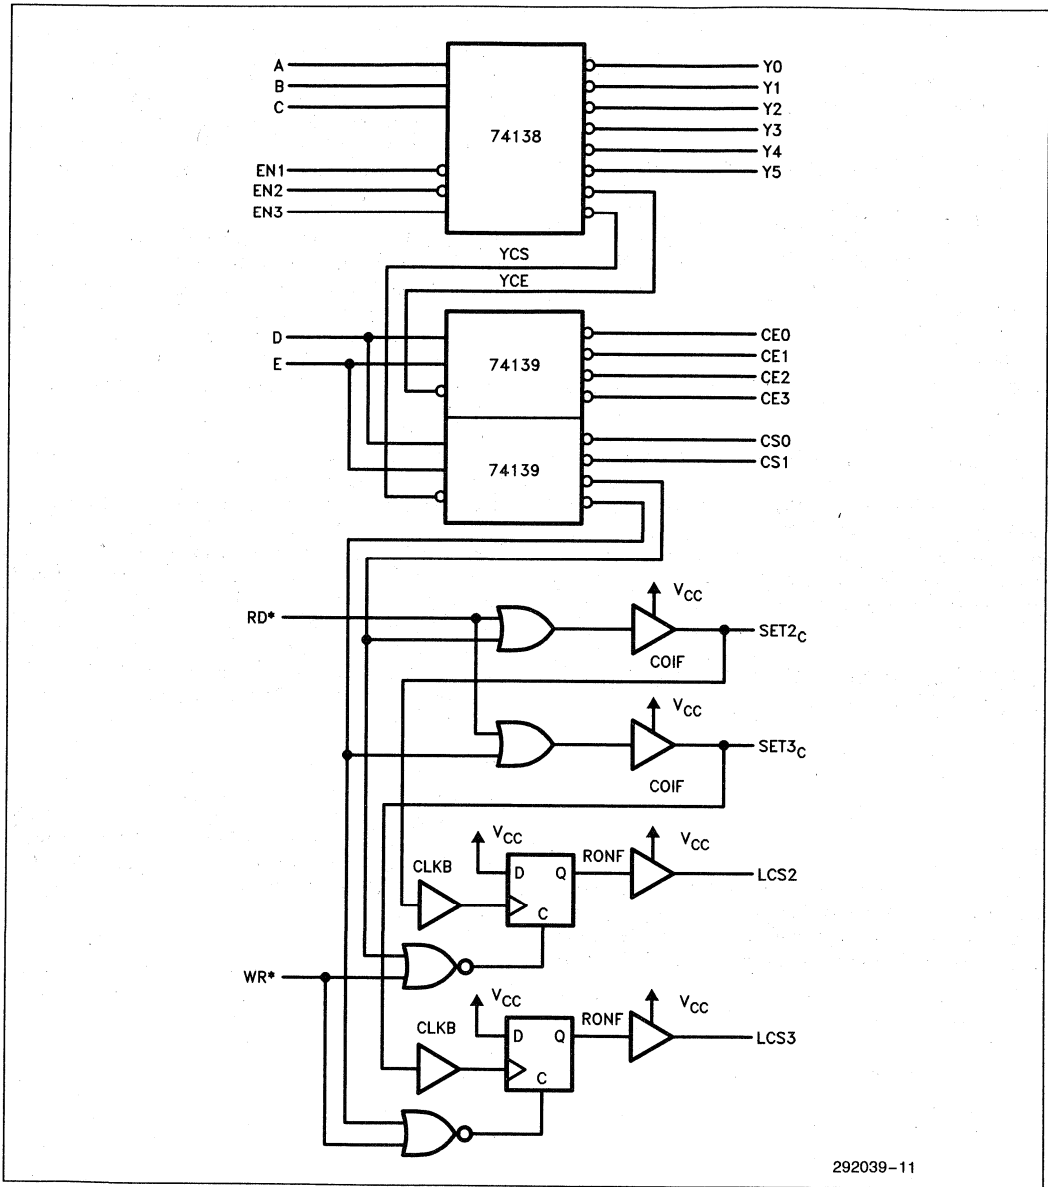 A
B
C
EN1
EN2
EN3
74138
Y0
Y1
Y2
Y3
Y4
Y5
YCS
YCE
D
E
74139
CE0
CE1
CE2
CE3
74139
CS0
CS1
RD*
VCC
COIF
SET2C
VCC
COIF
SET3C
VCC
CLKB
D Q
C
RONF
VCC
LCS2
WR*
VCC
CLKB
D Q
C
RONF
VCC
LCS3
292039-11